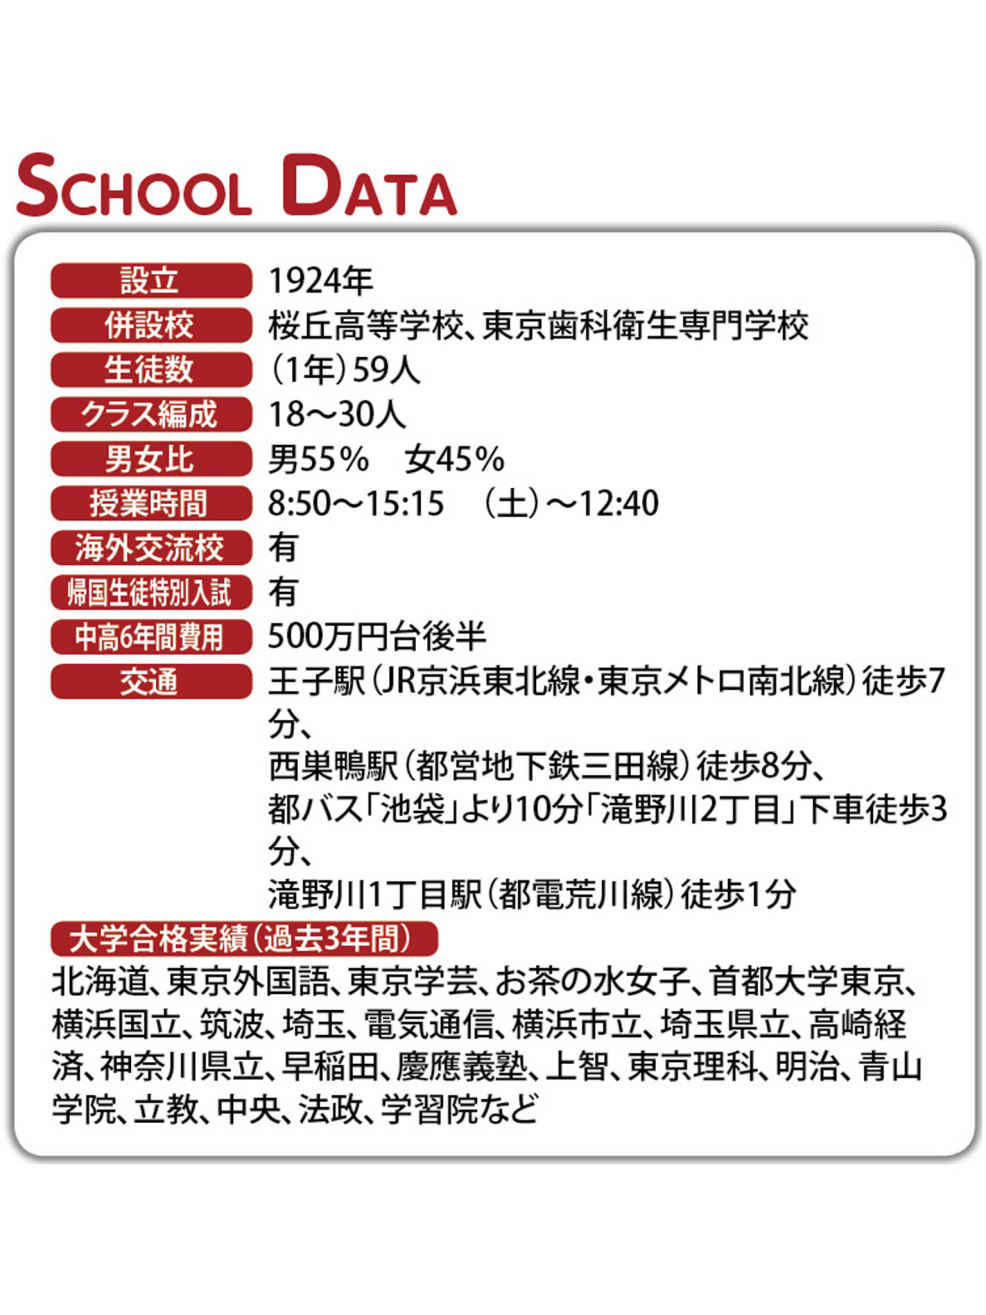 SCHOOL DATA
設立 1924年
併設校 桜丘高等学校、東京歯科衛生専門学校
生徒数 （1年）59人
クラス編成 18〜30人
男女比 男55％　女45％
授業時間 8:50〜15:15　（土）〜12:40
海外交流校 有
帰国生徒特別入試 有
中高6年間費用 500万円台後半
交通 王子駅（JR京浜東北線・東京メトロ南北線）徒歩7
分、
西巣鴨駅（都営地下鉄三田線）徒歩8分、
都バス「池袋」より10分「滝野川2丁目」下車徒歩3
分、
滝野川1丁目駅（都電荒川線）徒歩1分
大学合格実績（過去3年間）
北海道、東京外国語、東京学芸、お茶の水女子、首都大学東京、
横浜国立、筑波、埼玉、電気通信、横浜市立、埼玉県立、高崎経
済、神奈川県立、早稲田、慶應義塾、上智、東京理科、明治、青山
学院、立教、中央、法政、学習院など